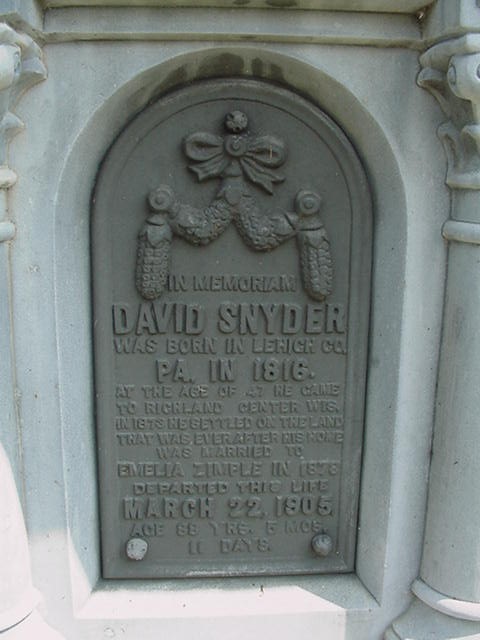 IN MEMORIAM
DAVID SNYDER
WAS BORN IN LEHIGH CO,
PA. IN 1816.
AT THE AGE OF 47 HE CAME
TO RICHLAND CENTER WIS.
IN 1873 HE SETTLED ON THE LAND
THAT WAS EVER AFTER HIS HOME
WAS MARRIED TO
EMELIA ZIMPLE IN 1878
DEPARTED THIS LIFE
MARCH 22, 1905,
AGE 88 YRS. 5 MOS.
11 DAYS.